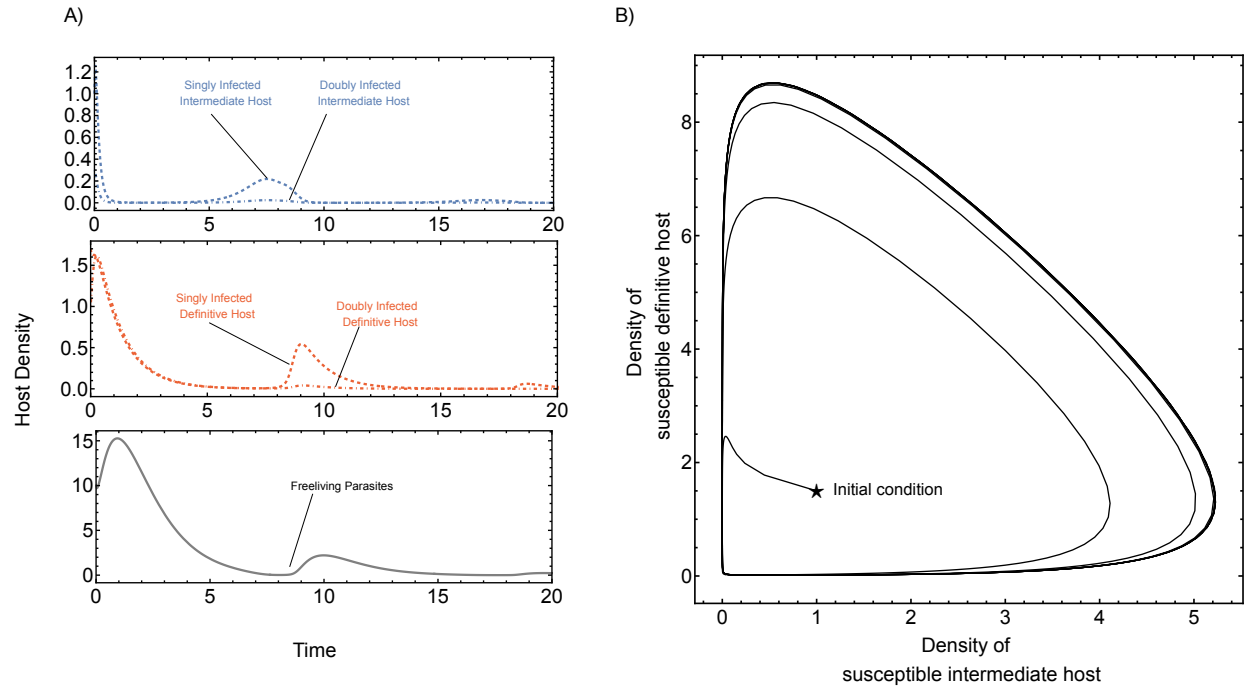 A)
B)
Host Density
1.2
1.0
0.8
0.6
0.4
0.2
0.0
0
5
10
15
20
Singly Infected
Intermediate Host
Doubly Infected
Intermediate Host
1.5
1.0
0.5
0.0
0
5
10
15
20
Singly Infected
Definitive Host
Doubly Infected
Definitive Host
15
10
5
0
0
5
10
15
20
Freeliving Parasites
Time
Density of
susceptible definitive host
8
6
4
2
0
0
1
2
3
4
5
Initial condition
Density of
susceptible intermediate host